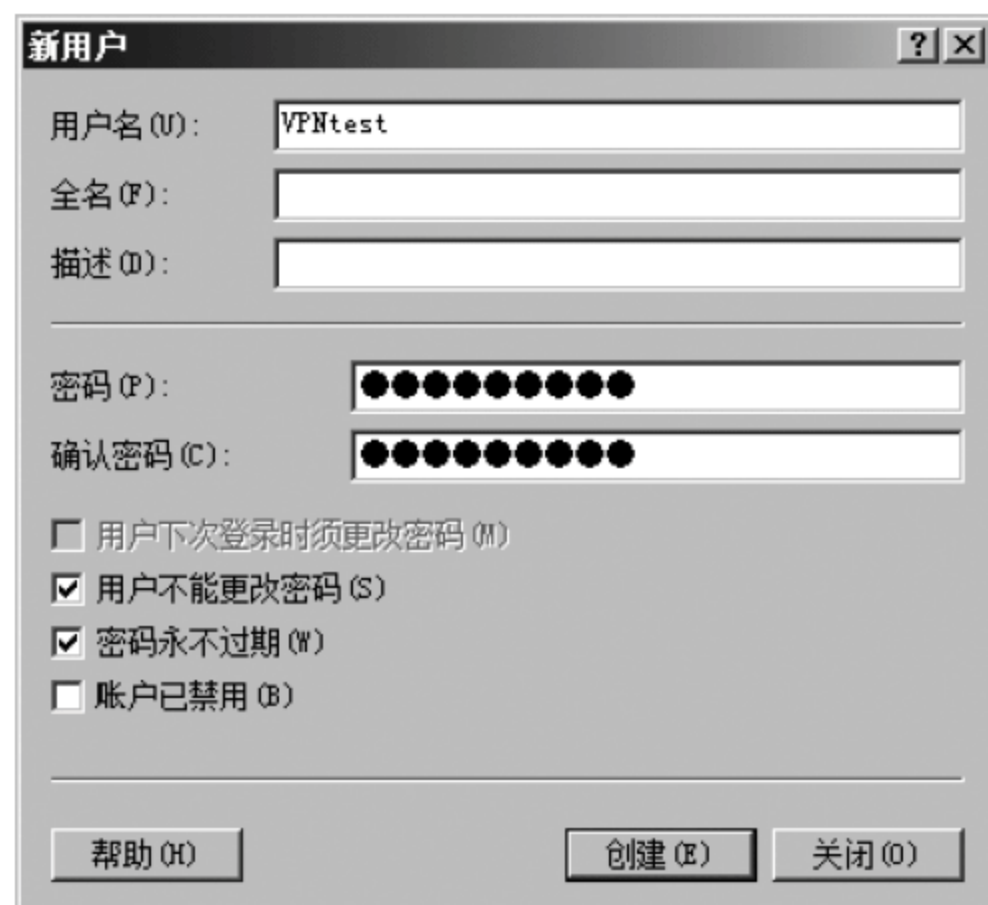 新用户
用户名(U): VPNtest
全名(F):
描述(D):
密码(P): ●●●●●●●●●
确认密码(C): ●●●●●●●●●
用户下次登录时须更改密码(M)
用户不能更改密码(S)
密码永不过期(W)
账户已禁用(B)
帮助(H) 创建(E) 关闭(O)